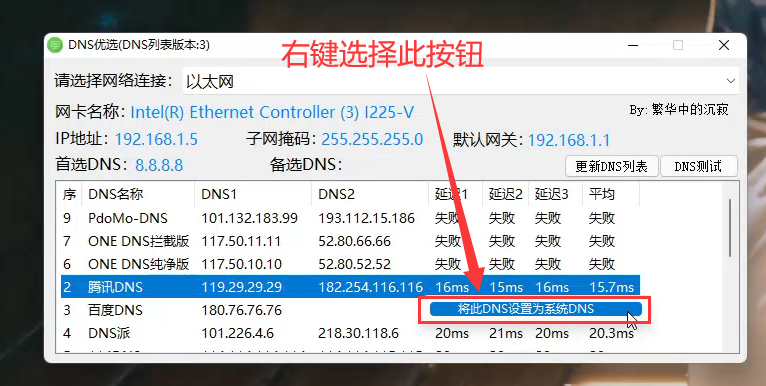 DNS优选(DNS列表版本:3)
右键选择此按钮
请选择网络连接: 以太网
网卡名称: Intel(R) Ethernet Controller (3) I225-V By: 繁华中的沉寂
IP地址: 192.168.1.5 子网掩码: 255.255.255.0 默认网关: 192.168.1.1
首选DNS: 8.8.8.8 备选DNS: 更新DNS列表 DNS测试
序 DNS名称 DNS1 DNS2 延迟1 延迟2 延迟3 平均
9 PdoMo-DNS 101.132.183.99 193.112.15.186 失败 失败 失败 失败
7 ONE DNS拦截版 117.50.11.11 52.80.66.66 失败 失败 失败 失败
6 ONE DNS纯净版 117.50.10.10 52.80.52.52 失败 失败 失败 失败
2 腾讯DNS 119.29.29.29 182.254.116.116 16ms 15ms 16ms 15.7ms
3 百度DNS 180.76.76.76 将此DNS设置为系统DNS
4 DNS派 101.226.4.6 218.30.118.6 20ms 21ms 20ms 20.3ms